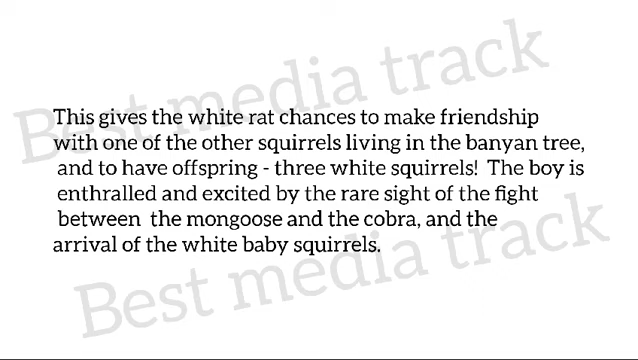 Best media track
This gives the white rat chances to make friendship
with one of the other squirrels living in the banyan tree,
and to have offspring - three white squirrels! The boy is
enthralled and excited by the rare sight of the fight
between the mongoose and the cobra, and the
arrival of the white baby squirrels.
Best media track